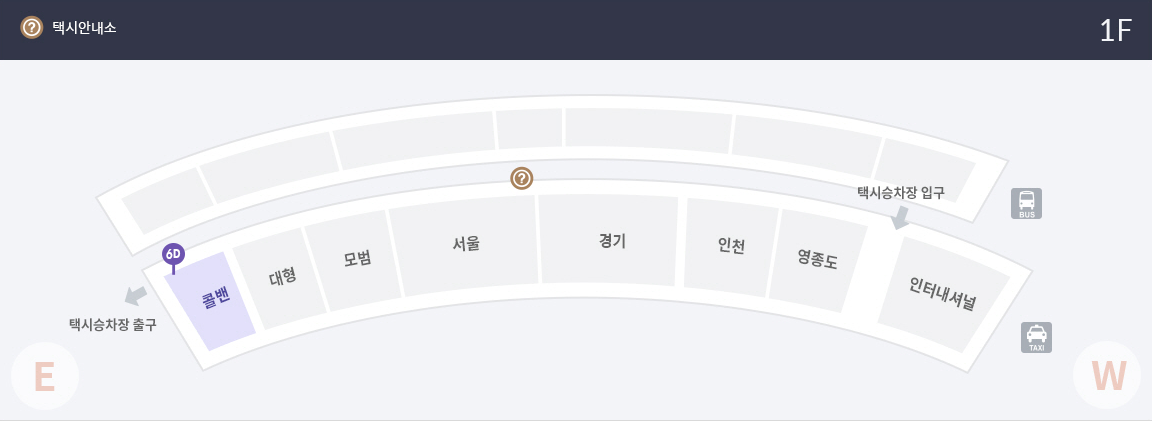 택시안내소
1F
택시승차장 입구
BUS
6D
콜밴
대형
모범
서울
경기
인천
영종도
인터내셔널
택시승차장 출구
TAXI
E
W